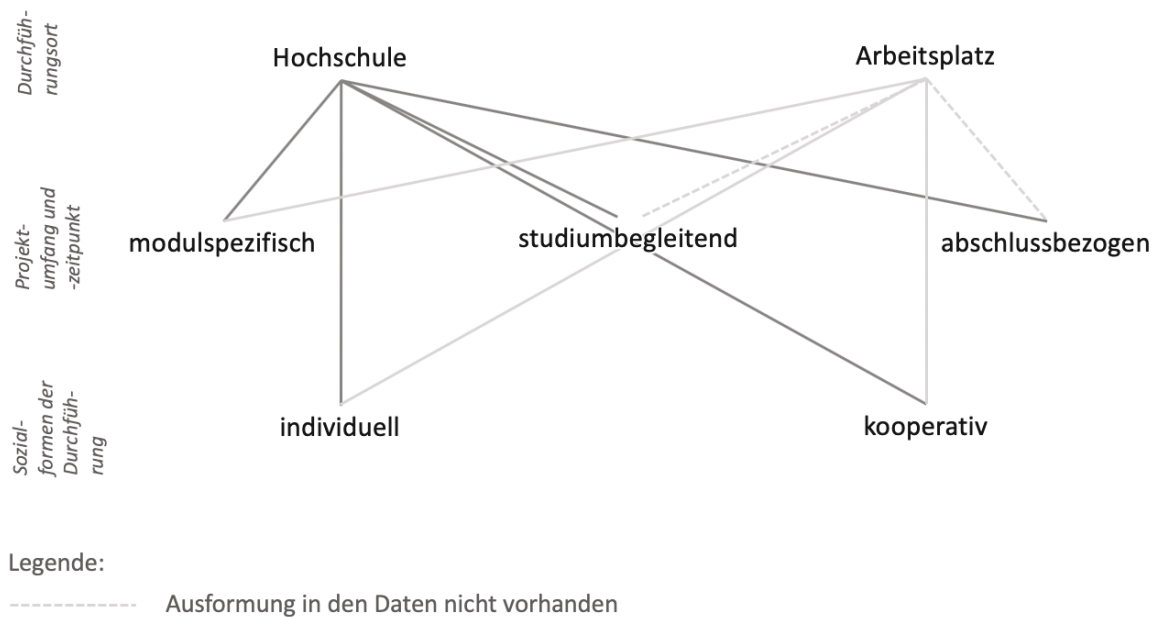 Durchfüh-
rungsort
Hochschule
Arbeitsplatz
Projekt-
umfang und
-zeitpunkt
modulspezifisch
studiumbegleitend
abschlussbezogen
Sozial-
formen der
Durchfüh-
rung
individuell
kooperativ
Legende:
Ausformung in den Daten nicht vorhanden